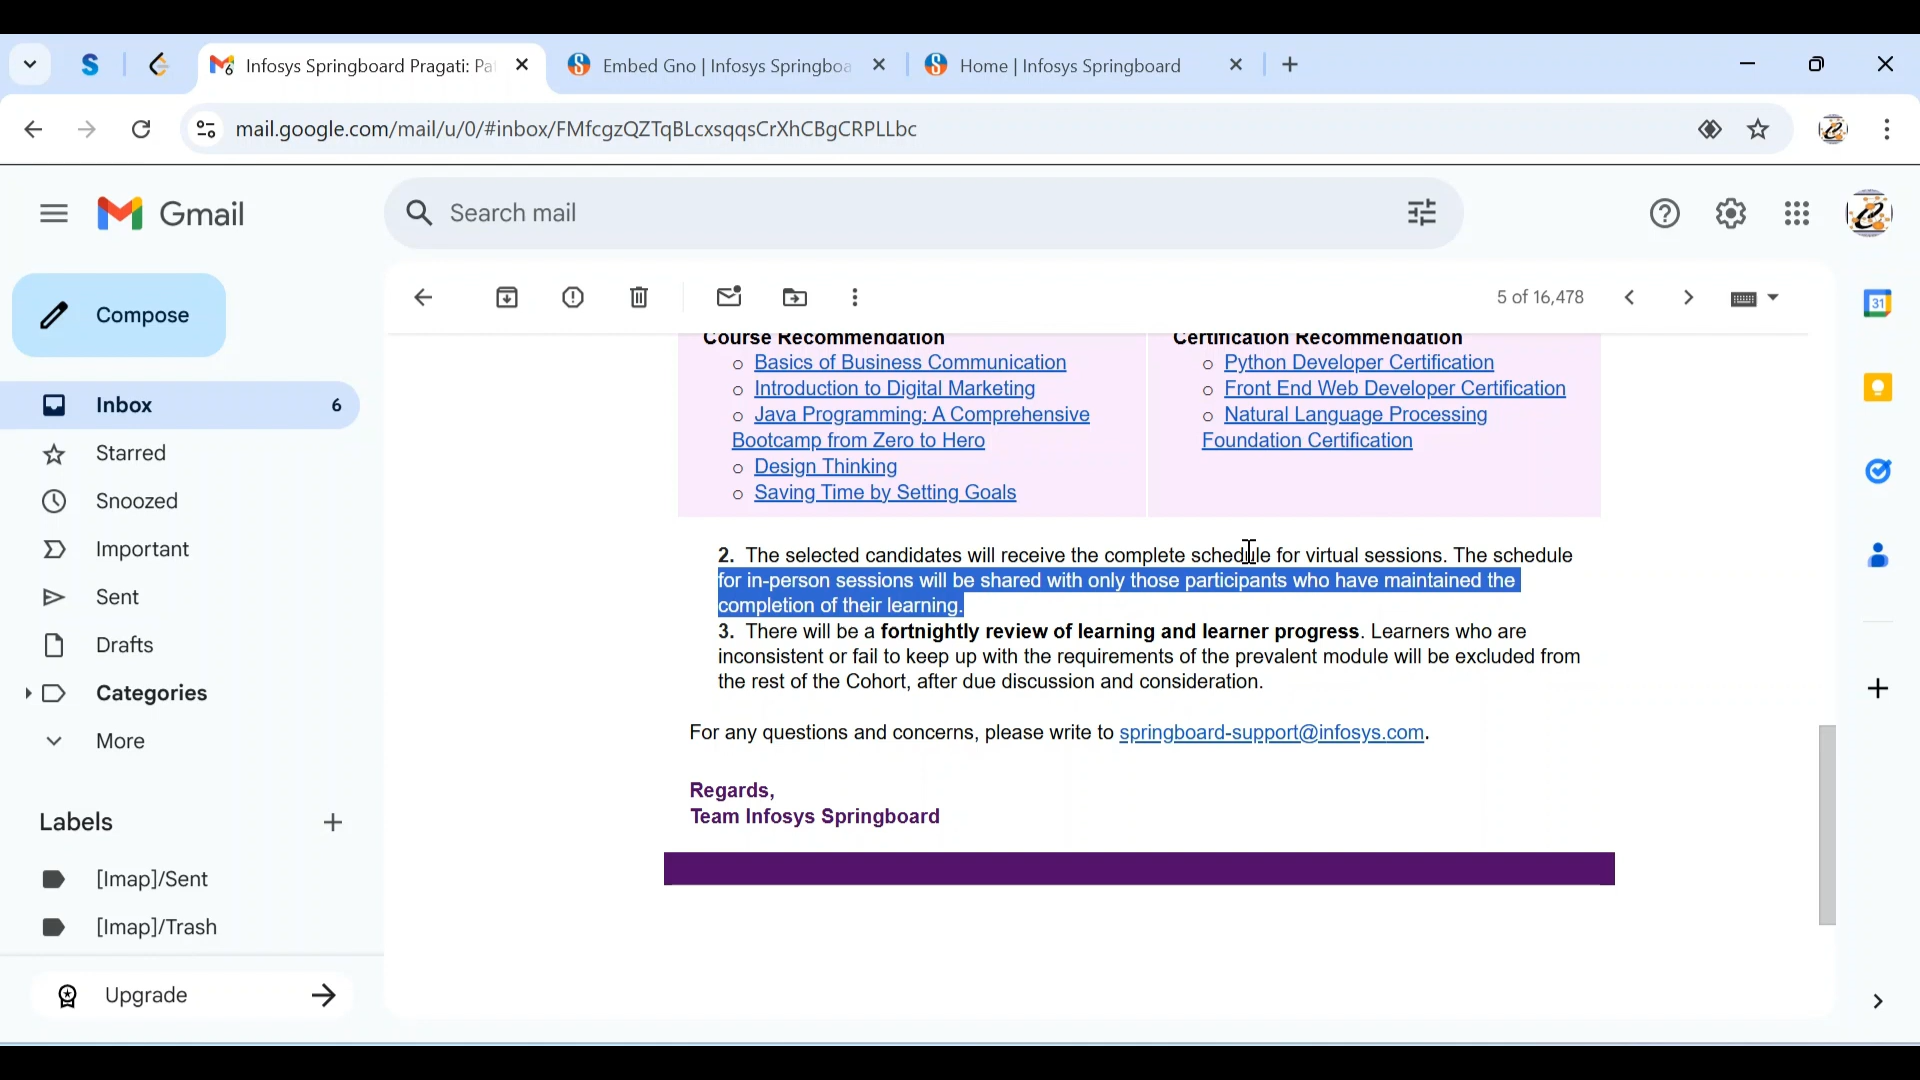 Infosys Springboard Pragati: Pa
Embed Gno | Infosys Springboa
Home | Infosys Springboard
mail.google.com/mail/u/0/#inbox/FMfcgzQZTqBLcxsqqsCrXhCBgCRPLLbc
Gmail
Search mail
Compose
5 of 16,478
Inbox 6
Starred
Snoozed
Important
Sent
Drafts
Categories
More
Labels
[Imap]/Sent
[Imap]/Trash
Upgrade
Course Recommendation
Basics of Business Communication
Introduction to Digital Marketing
Java Programming: A Comprehensive
Bootcamp from Zero to Hero
Design Thinking
Saving Time by Setting Goals
Certification Recommendation
Python Developer Certification
Front End Web Developer Certification
Natural Language Processing
Foundation Certification
2. The selected candidates will receive the complete schedule for virtual sessions. The schedule
for in-person sessions will be shared with only those participants who have maintained the
completion of their learning.
3. There will be a fortnightly review of learning and learner progress. Learners who are
inconsistent or fail to keep up with the requirements of the prevalent module will be excluded from
the rest of the Cohort, after due discussion and consideration.
For any questions and concerns, please write to springboard-support@infosys.com.
Regards,
Team Infosys Springboard
31